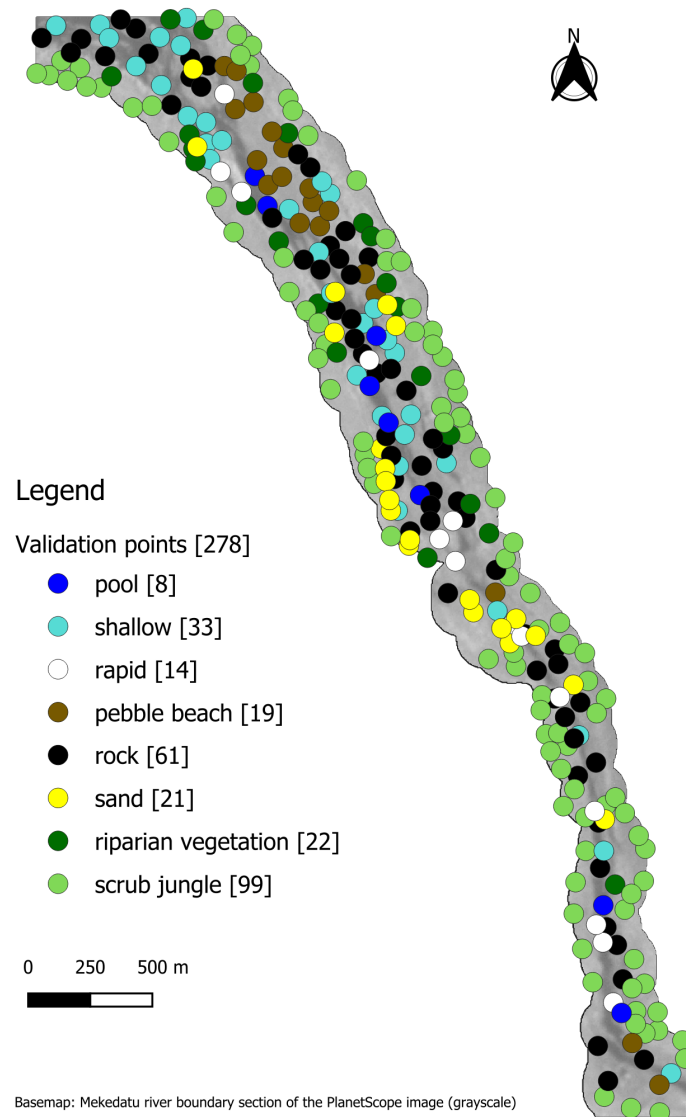 N
Legend
Validation points [278]
pool [8]
shallow [33]
rapid [14]
pebble beach [19]
rock [61]
sand [21]
riparian vegetation [22]
scrub jungle [99]
0 250 500 m
Basemap: Mekedatu river boundary section of the PlanetScope image (grayscale)